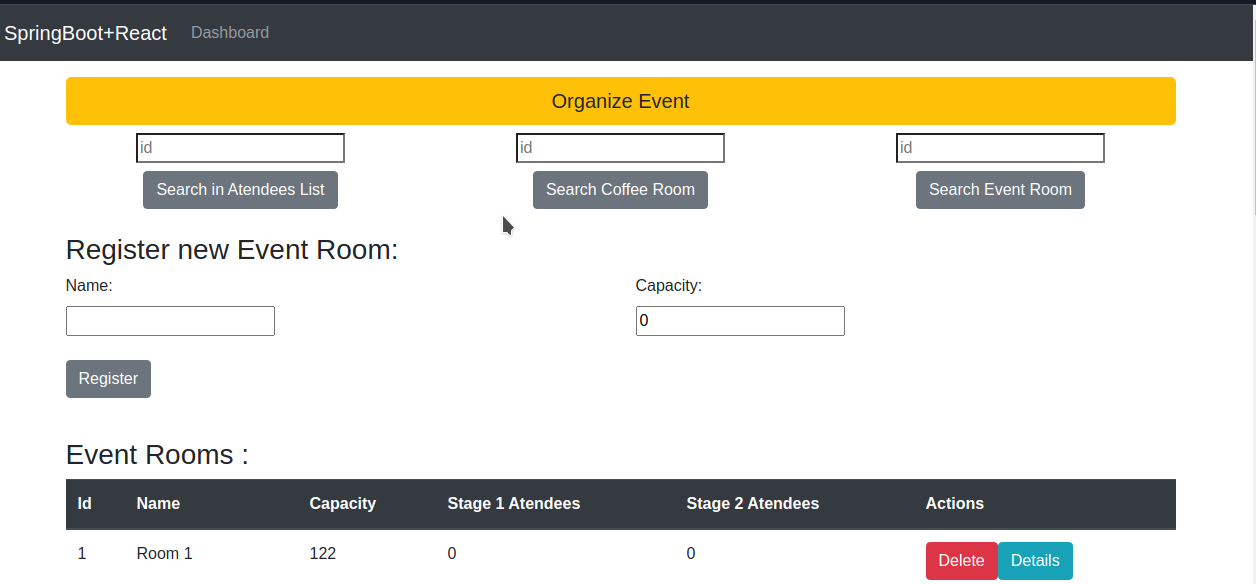 SpringBoot+React Dashboard
Organize Event
id id id
Search in Atendees List Search Coffee Room Search Event Room
Register new Event Room:
Name: Capacity:
0
Register
Event Rooms :
Id Name Capacity Stage 1 Atendees Stage 2 Atendees Actions
1 Room 1 122 0 0 Delete Details